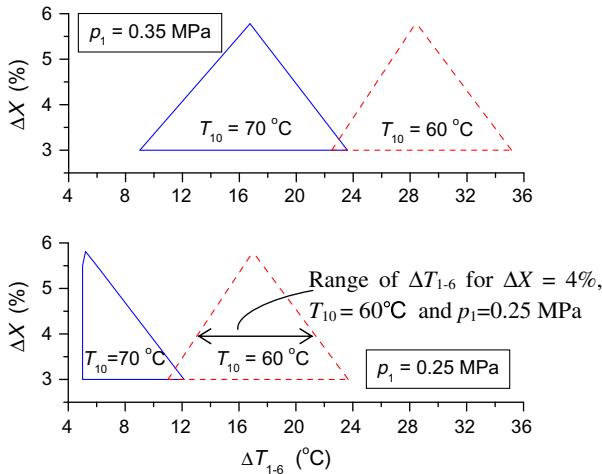 6
5
4
3
ΔX (%)
p₁ = 0.35 MPa
T₁₀ = 70 °C
T₁₀ = 60 °C
4 8 12 16 20 24 28 32 36
6
5
4
3
ΔX (%)
Range of ΔT₁₋₆ for ΔX = 4%,
T₁₀= 60℃ and p₁=0.25 MPa
T₁₀=70 °C
T₁₀ = 60 °C
p₁ = 0.25 MPa
4 8 12 16 20 24 28 32 36
ΔT₁₋₆ (°C)